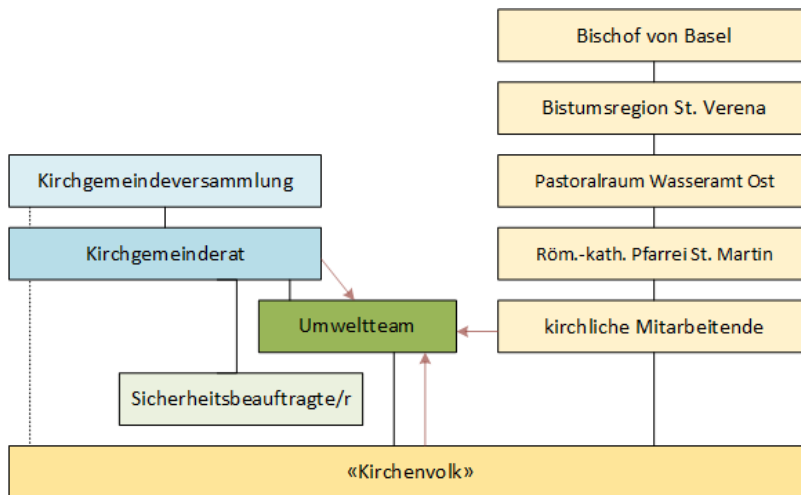 Bischof von Basel
Bistumsregion St. Verena
Kirchgemeindeversammlung
Pastoralraum Wasseramt Ost
Kirchgemeinderat
Röm.-kath. Pfarrei St. Martin
Umweltteam
kirchliche Mitarbeitende
Sicherheitsbeauftragte/r
«Kirchenvolk»